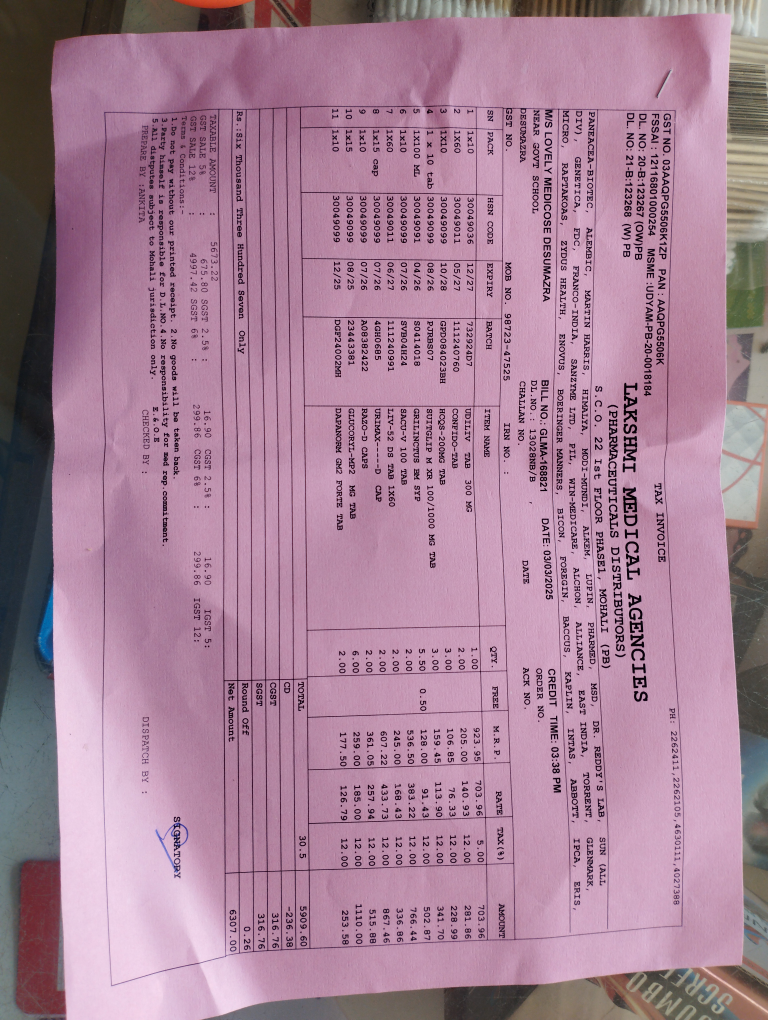 TAX INVOICE
PH: 2262411,2262105,4630111,4027388
GST NO. 03AAQPG5506K1ZP PAN : AAQPG5506K
FSSAI : 12116801000254 MSME :UDYAM-PB-20-0018184
DL. NO: 20-B:123267 (OW)PB
DL. NO: 21-B:123268 (W) PB
LAKSHMI MEDICAL AGENCIES
(PHARMACEUTICALS DISTRIBUTORS)
S.C.O. 22 1st FLOOR PHASE1, MOHALI (PB)
PANEACEA-BIOTEC, ALEMBIC, MARTIN HARRIS, HIMALYA, MODI-MUNDI, ALKEM, LUPIN, PHARMED, MSD, DR. REDDY'S LAB, SUN (ALL
DIV), GENETICA, FDC, FRANCO-INDIA, SANZYME LTD, PIL, WIN-MEDICARE, ALCHON, ALLIANCE, EAST INDIA, TORRENT, GLENMARK,
MICRO, RAPTAKOAS, ZYDUS HEALTH, ENOVUS, BOERINGER MANNERS, BICON, FOREGIN, BACCUS, KAPLIN, INTAS, ABBOTT, IPCA, ERIS,
M/S LOVELY MEDICOSE DESUMAZRA BILL NO.: GLMA-168821 DATE: 03/03/2025 CREDIT TIME: 03:38 PM
NEAR GOVT SCHOOL DL NO.: 13028NB/B , ORDER NO.
DESUMAZRA CHALLAN NO. DATE ACK NO.
GST NO. MOB NO. 98723-47525 IRN NO. :
SN PACK HSN CODE EXPIRY BATCH ITEM NAME QTY. FREE M.R.P. RATE TAX(%) AMOUNT
1 1x10 30049036 12/27 732924D7 UDILIV TAB 300 MG 1.00 923.95 703.96 5.00 703.96
2 1X60 30049011 05/27 111240760 CONFIDO-TAB 2.00 205.00 140.93 12.00 281.86
3 1X10 30049099 10/28 GPD084023BH HCQS-200MG TAB 3.00 106.85 76.33 12.00 228.99
4 1 x 10 tab 30049099 08/26 PJRBS07 SUITGLIP M XR 100/1000 MG TAB 3.00 159.45 113.90 12.00 341.70
5 1X100 ML 30049091 04/26 SO414018 GRILINCTUS BM SYP 5.50 0.50 128.00 91.43 12.00 502.87
6 1x10 30049099 07/26 SVB04H24 SACU-V 100 TAB 2.00 536.50 383.22 12.00 766.44
7 1X60 30049011 06/27 111240991 LIV-52 DS TAB 1X60 2.00 245.00 168.43 12.00 336.86
8 1x15 cap 30049099 07/26 4GH0685 URIMAX----D CAP 2.00 607.22 433.73 12.00 867.46
9 1x10 30049099 07/26 A083B2422 RABO-D CAPS 2.00 361.05 257.94 12.00 515.88
10 1x15 30049099 08/25 23443381 GLUCORYL-MP2 MG TAB 6.00 259.00 185.00 12.00 1110.00
11 1x10 30049099 12/25 DGF24002MH DAPANORM GM2 FORTE TAB 2.00 177.50 126.79 12.00 253.58
TOTAL 30.5 5909.60
CD -236.38
CGST 316.76
SGST 316.76
Round Off 0.26
Rs.:Six Thousand Three Hundred Seven Only Net Amount 6307.00
TAXABLE AMOUNT : 5673.22
GST SALE 5% : 675.80 SGST 2.5% : 16.90 CGST 2.5% : 16.90 IGST 5:
GST SALE 12% : 4997.42 SGST 6% : 299.86 CGST 6% : 299.86 IGST 12:
Terms & Conditions:-
1.Do not pay without our printed receipt. 2.No goods will be taken back.
3.Party himself is responsible for D.L.NO.4.No responsibility for med rep.commitment.
5.All disputes subject to Mohali jurisdiction only. E.&.O.E
PREPARE BY :ANKITA CHECKED BY : DISPATCH BY : SIGNATORY